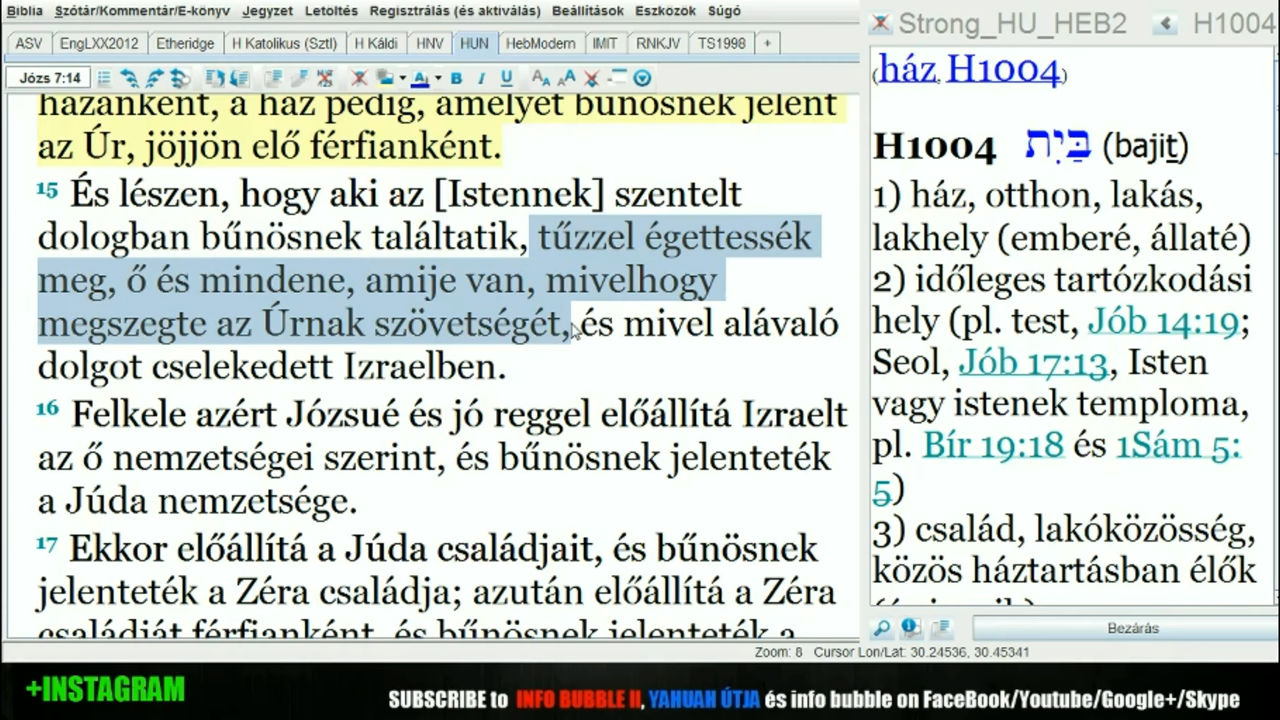 Biblia Szótár/Kommentár/E-könyv Jegyzet Letöltés Regisztrálás (és aktiválás) Beállítások Eszközök Súgó
ASV EngLXX2012 Etheridge H Katolikus (Sztl) H Káldi HNV HUN HebModern IMIT RNKJV TS1998 +
Józs 7:14
házanként, a ház pedig, amelyet bűnösnek jelent
az Úr, jöjjön elő férfianként.
15 És lészen, hogy aki az [Istennek] szentelt
dologban bűnösnek találtatik, tűzzel égettessék
meg, ő és mindene, amije van, mivelhogy
megszegte az Úrnak szövetségét, és mivel alávaló
dolgot cselekedett Izraelben.
16 Felkele azért Józsué és jó reggel előállítá Izraelt
az ő nemzetségei szerint, és bűnösnek jelenteték
a Júda nemzetsége.
17 Ekkor előállítá a Júda családjait, és bűnösnek
jelenteték a Zéra családja; azután előállítá a Zéra
családját férfianként, és bűnösnek jelenteték a
Strong_HU_HEB2 H1004
(ház, H1004)
H1004 בַּיִת (bajit)
1) ház, otthon, lakás,
lakhely (emberé, állaté)
2) időleges tartózkodási
hely (pl. test, Jób 14:19;
Seol, Jób 17:13, Isten
vagy istenek temploma,
pl. Bír 19:18 és 1Sám 5:
5)
3) család, lakóközösség,
közös háztartásban élők
Bezárás
Zoom: 8 Cursor Lon/Lat: 30.24536, 30.45341
+INSTAGRAM
SUBSCRIBE to INFO BUBBLE II, YAHUAH ÚTJA és info bubble on FaceBook/Youtube/Google+/Skype